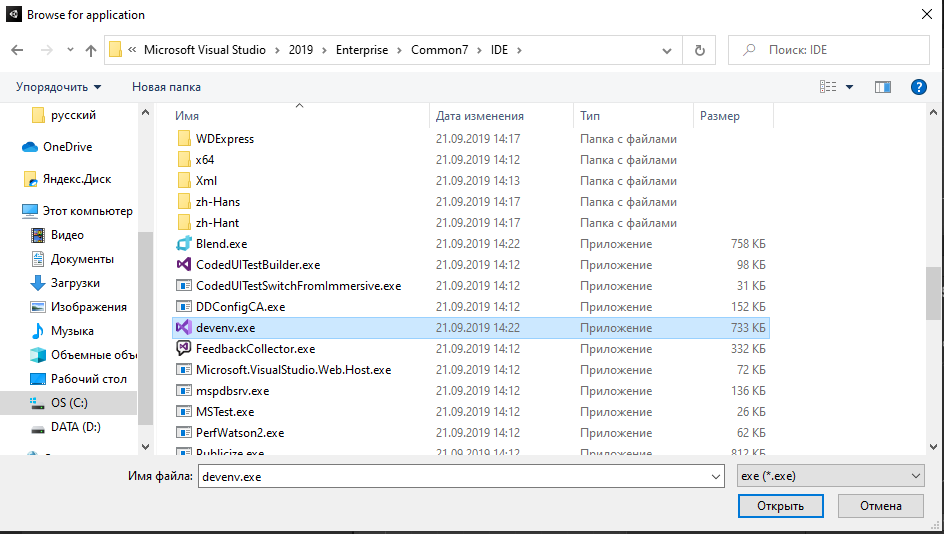 Browse for application
« Microsoft Visual Studio > 2019 > Enterprise > Common7 > IDE >
Поиск: IDE
Упорядочить
Новая папка
русский
OneDrive
Яндекс.Диск
Этот компьютер
Видео
Документы
Загрузки
Изображения
Музыка
Объемные объ
Рабочий стол
OS (C:)
DATA (D:)
Имя Дата изменения Тип Размер
WDExpress 21.09.2019 14:17 Папка с файлами
x64 21.09.2019 14:12 Папка с файлами
Xml 21.09.2019 14:13 Папка с файлами
zh-Hans 21.09.2019 14:17 Папка с файлами
zh-Hant 21.09.2019 14:17 Папка с файлами
Blend.exe 21.09.2019 14:22 Приложение 758 КБ
CodedUITestBuilder.exe 21.09.2019 14:12 Приложение 98 КБ
CodedUITestSwitchFromImmersive.exe 21.09.2019 14:12 Приложение 31 КБ
DDConfigCA.exe 21.09.2019 14:12 Приложение 152 КБ
devenv.exe 21.09.2019 14:22 Приложение 733 КБ
FeedbackCollector.exe 21.09.2019 14:12 Приложение 332 КБ
Microsoft.VisualStudio.Web.Host.exe 21.09.2019 14:12 Приложение 72 КБ
mspdbsrv.exe 21.09.2019 14:12 Приложение 136 КБ
MSTest.exe 21.09.2019 14:12 Приложение 26 КБ
PerfWatson2.exe 21.09.2019 14:12 Приложение 62 КБ
Publicize.exe 21.09.2019 14:12 Приложение 812 КБ
Имя файла: devenv.exe exe (*.exe)
Открыть Отмена